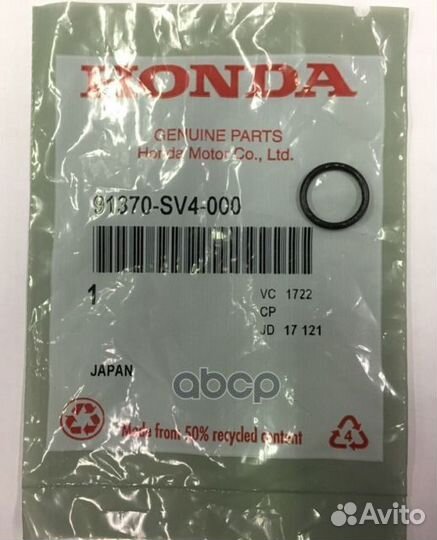 HONDA
GENUINE PARTS
Honda Motor Co., Ltd.
91370-SV4-000
1
VC 1722
CP
JD 17 121
JAPAN
abcp
Made from 50% recycled content
4
Avito